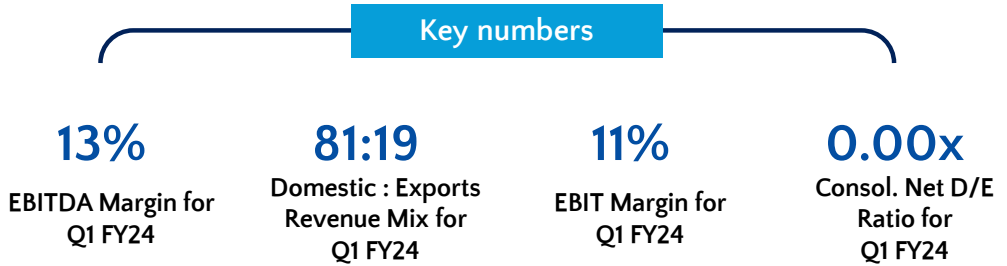 Key numbers
13%
EBITDA Margin for
Q1 FY24
81:19
Domestic : Exports
Revenue Mix for
Q1 FY24
11%
EBIT Margin for
Q1 FY24
0.00x
Consol. Net D/E
Ratio for
Q1 FY24